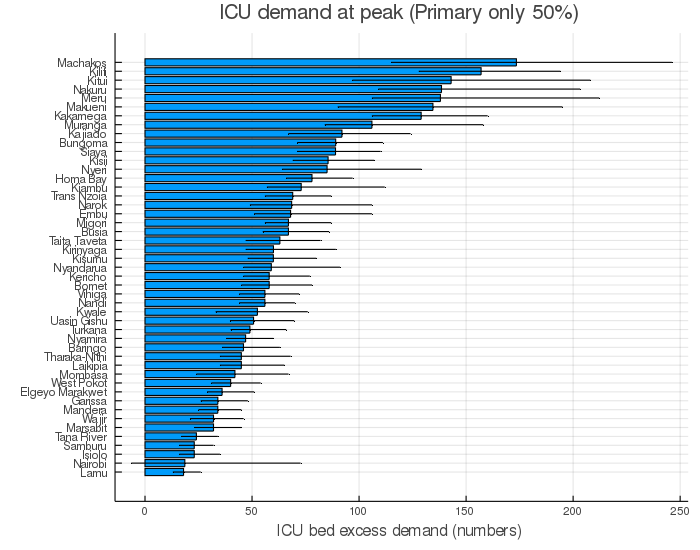 ICU demand at peak (Primary only 50%)
Machakos
Kilifi
Kitui
Nakuru
Meru
Makueni
Kakamega
Muranga
Kajiado
Bungoma
Siaya
Kisii
Nyeri
Homa Bay
Kiambu
Trans Nzoia
Narok
Embu
Migori
Busia
Taita Taveta
Kirinyaga
Kisumu
Nyandarua
Kericho
Bomet
Vihiga
Nandi
Kwale
Uasin Gishu
Turkana
Nyamira
Baringo
Tharaka-Nithi
Laikipia
Mombasa
West Pokot
Elgeyo Marakwet
Garissa
Mandera
Wajir
Marsabit
Tana River
Samburu
Isiolo
Nairobi
Lamu
0 50 100 150 200 250
ICU bed excess demand (numbers)